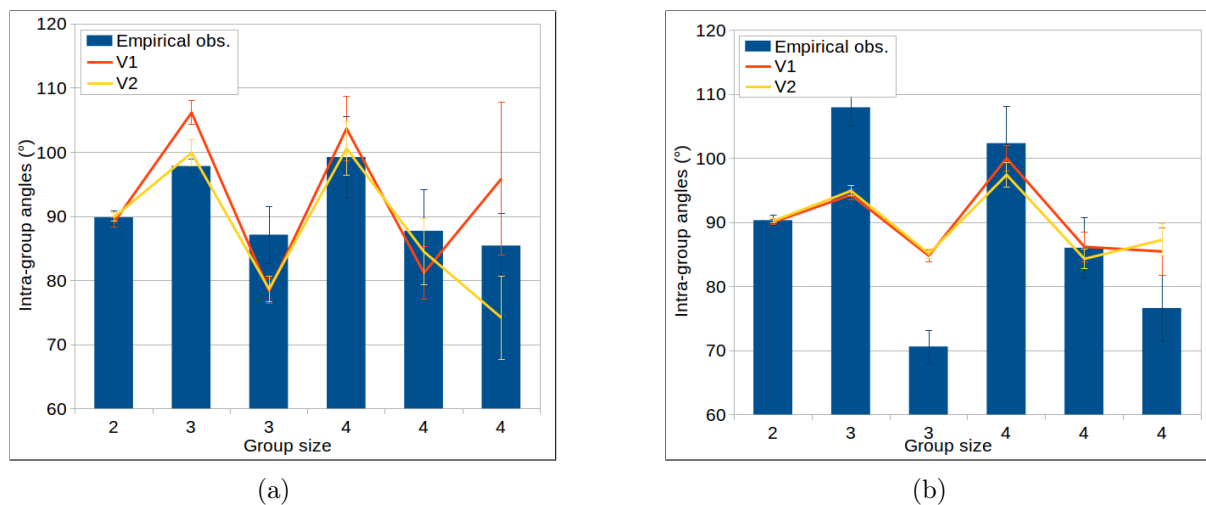 120
110
100
90
80
70
60
Intra-group angles (°)
Empirical obs.
V1
V2
2 3 3 4 4 4
Group size
(a)
120
110
100
90
80
70
60
Intra-group angles (°)
Empirical obs.
V1
V2
2 3 3 4 4 4
Group size
(b)